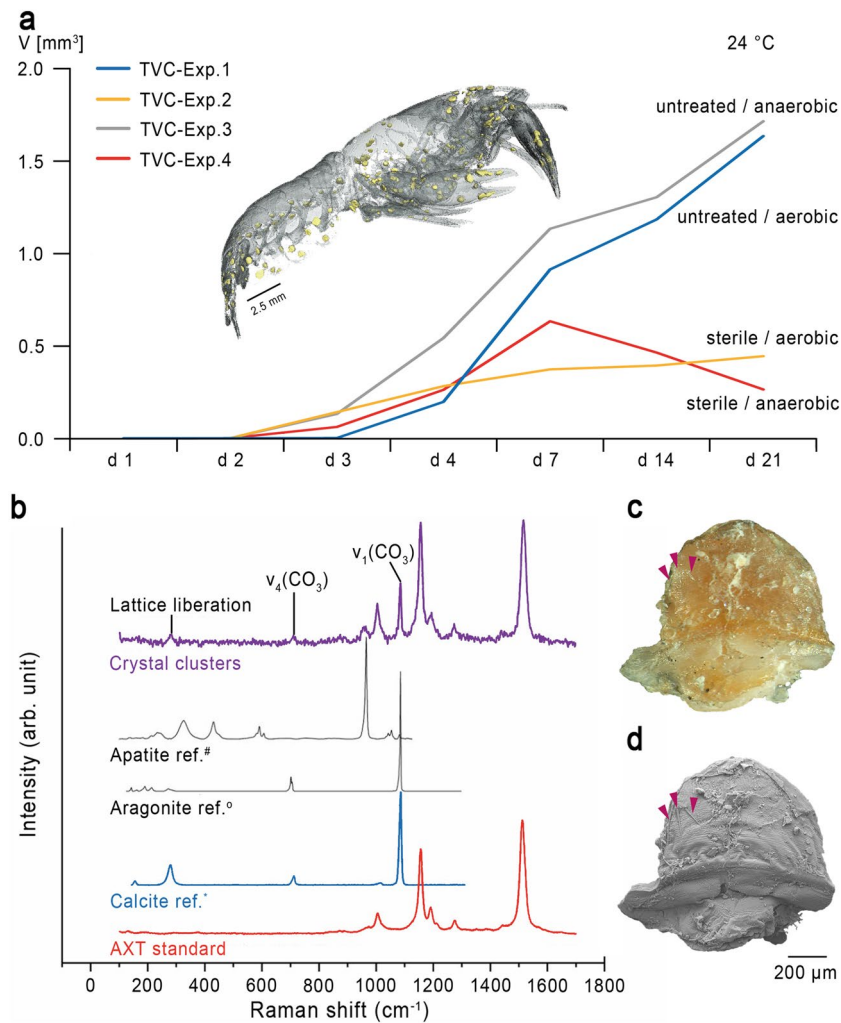 a
V [mm³]
24 °C
2.0
1.5
1.0
0.5
0.0
TVC-Exp.1
TVC-Exp.2
TVC-Exp.3
TVC-Exp.4
2.5 mm
untreated / anaerobic
untreated / aerobic
sterile / aerobic
sterile / anaerobic
d 1 d 2 d 3 d 4 d 7 d 14 d 21
b
Intensity (arb. unit)
Lattice liberation
v₄(CO₃)
v₁(CO₃)
Crystal clusters
Apatite ref.#
Aragonite ref.°
Calcite ref.*
AXT standard
0 200 400 600 800 1000 1200 1400 1600 1800
Raman shift (cm⁻¹)
c
d
200 µm